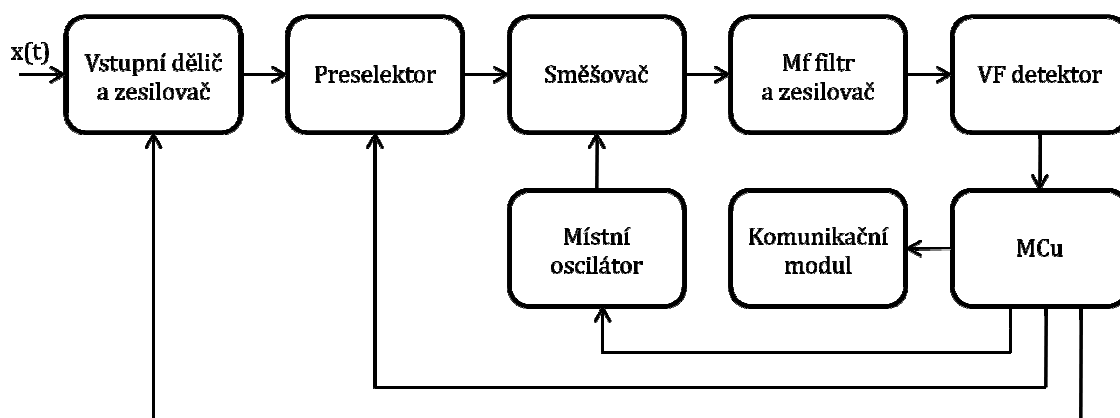 x(t)
Vstupní dělič
a zesilovač
Preselektor
Směšovač
Mf filtr
a zesilovač
VF detektor
Místní
oscilátor
Komunikační
modul
MCu